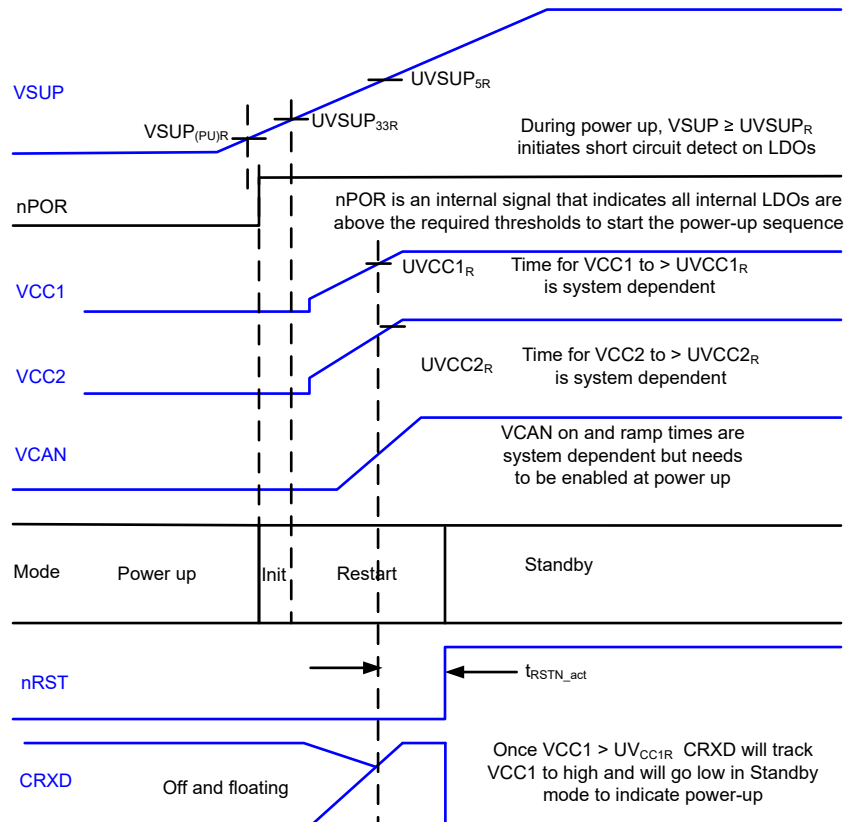 UVSUP5R
VSUP
UVSUP33R
VSUP(PU)R
During power up, VSUP ≥ UVSUPR
initiates short circuit detect on LDOs
nPOR
nPOR is an internal signal that indicates all internal LDOs are
above the required thresholds to start the power-up sequence
VCC1
UVCC1R
Time for VCC1 to > UVCC1R
is system dependent
VCC2
UVCC2R
Time for VCC2 to > UVCC2R
is system dependent
VCAN
VCAN on and ramp times are
system dependent but needs
to be enabled at power up
Mode
Power up
Init
Restart
Standby
nRST
tRSTN_act
CRXD
Off and floating
Once VCC1 > UVCC1R CRXD will track
VCC1 to high and will go low in Standby
mode to indicate power-up